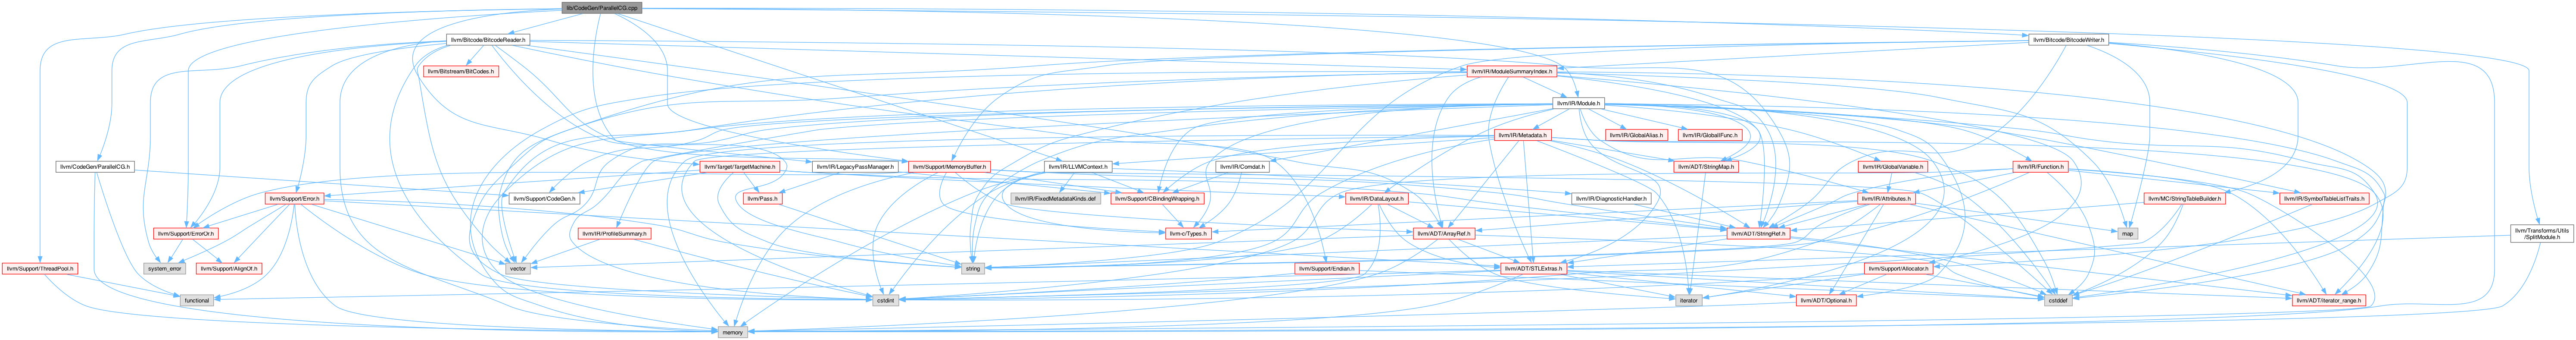 lib/CodeGen/ParallelCG.cpp
llvm/Bitcode/BitcodeReader.h
llvm/Bitcode/BitcodeWriter.h
llvm/Bitstream/BitCodes.h
llvm/IR/ModuleSummaryIndex.h
llvm/IR/Module.h
llvm/IR/Metadata.h
llvm/IR/GlobalAlias.h
llvm/IR/GlobalIFunc.h
llvm/CodeGen/ParallelCG.h
llvm/Target/TargetMachine.h
llvm/IR/LegacyPassManager.h
llvm/Support/MemoryBuffer.h
llvm/IR/LLVMContext.h
llvm/IR/Comdat.h
llvm/ADT/StringMap.h
llvm/IR/GlobalVariable.h
llvm/IR/Function.h
llvm/Support/Error.h
llvm/Support/CodeGen.h
llvm/Pass.h
llvm/IR/FixedMetadataKinds.def
llvm/Support/CBindingWrapping.h
llvm/IR/DataLayout.h
llvm/IR/DiagnosticHandler.h
llvm/IR/Attributes.h
llvm/MC/StringTableBuilder.h
llvm/IR/SymbolTableListTraits.h
llvm/Support/ErrorOr.h
llvm/IR/ProfileSummary.h
llvm-c/Types.h
llvm/ADT/ArrayRef.h
llvm/ADT/StringRef.h
map
llvm/Transforms/Utils
/SplitModule.h
llvm/Support/ThreadPool.h
system_error
llvm/Support/AlignOf.h
vector
string
llvm/Support/Endian.h
llvm/ADT/STLExtras.h
llvm/Support/Allocator.h
functional
cstdint
iterator
llvm/ADT/Optional.h
cstddef
llvm/ADT/iterator_range.h
memory